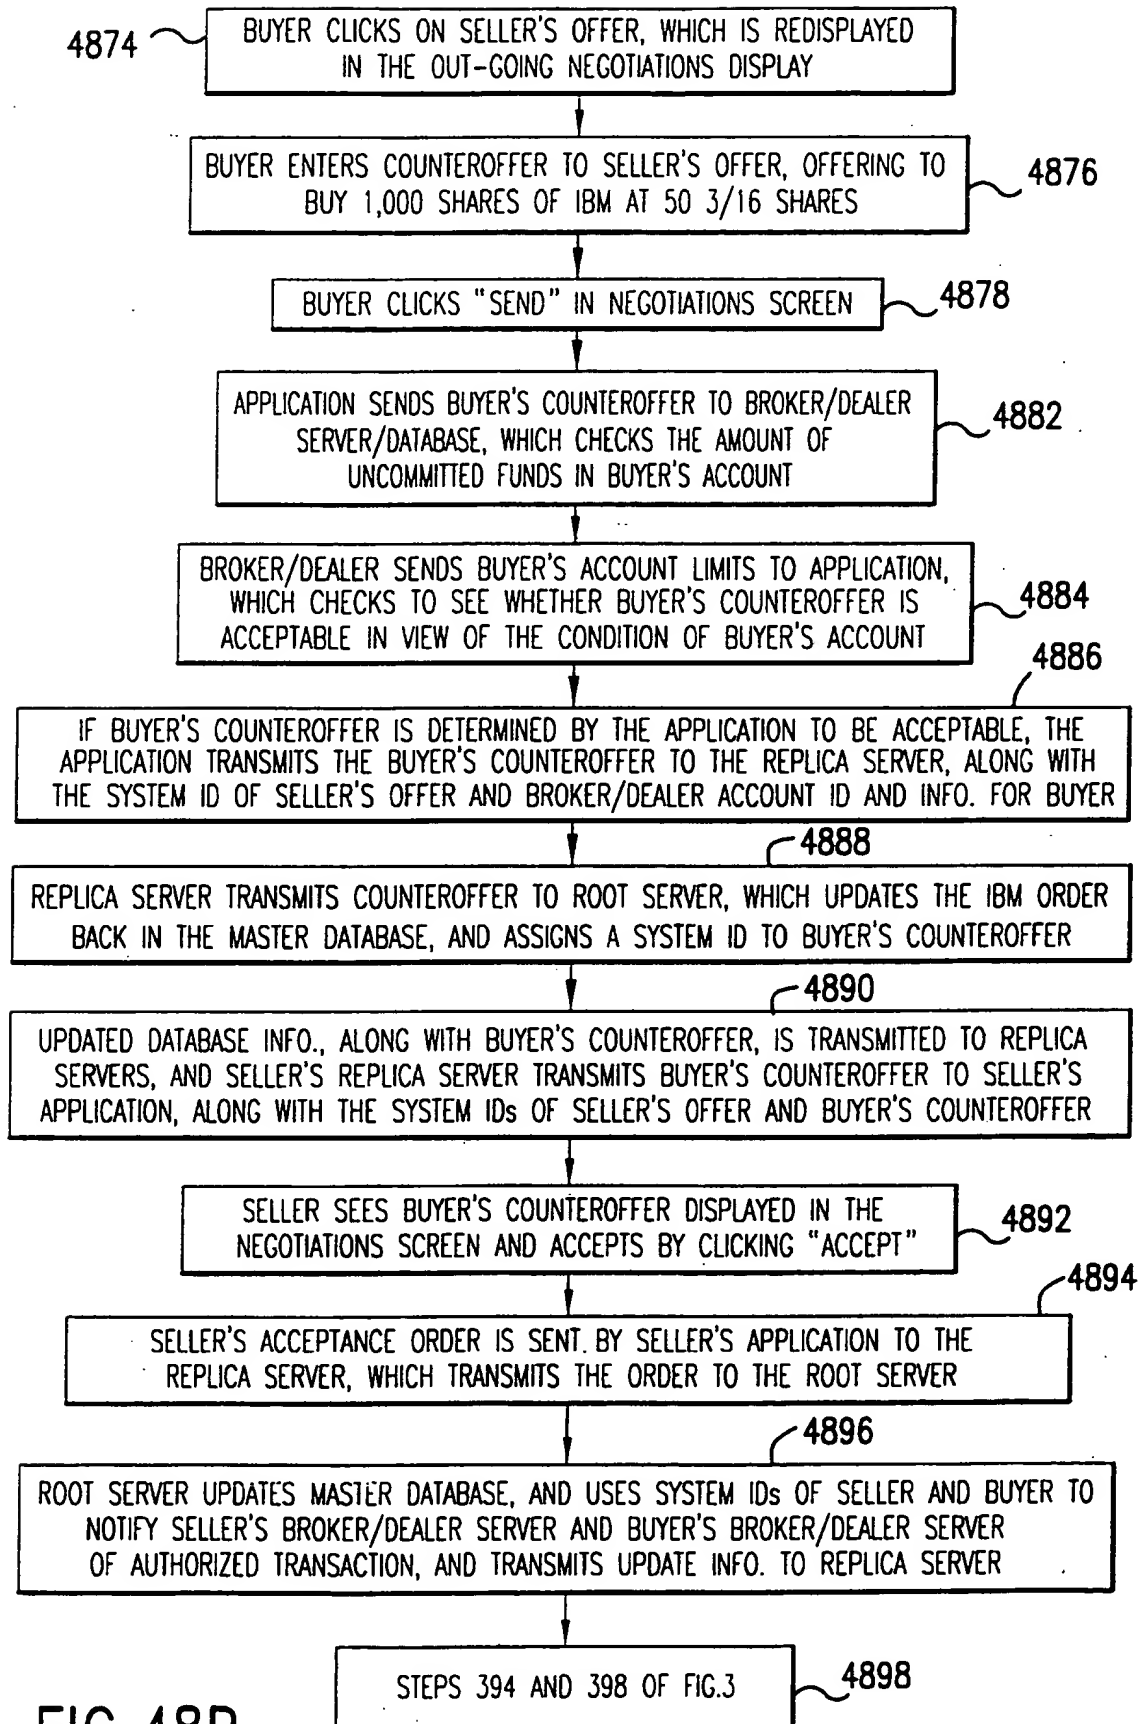 4874
BUYER CLICKS ON SELLER'S OFFER, WHICH IS REDISPLAYED
IN THE OUT-GOING NEGOTIATIONS DISPLAY
BUYER ENTERS COUNTEROFFER TO SELLER'S OFFER, OFFERING TO
BUY 1,000 SHARES OF IBM AT 50 3/16 SHARES
4876
BUYER CLICKS "SEND" IN NEGOTIATIONS SCREEN
4878
APPLICATION SENDS BUYER'S COUNTEROFFER TO BROKER/DEALER
SERVER/DATABASE, WHICH CHECKS THE AMOUNT OF
UNCOMMITTED FUNDS IN BUYER'S ACCOUNT
4882
BROKER/DEALER SENDS BUYER'S ACCOUNT LIMITS TO APPLICATION,
WHICH CHECKS TO SEE WHETHER BUYER'S COUNTEROFFER IS
ACCEPTABLE IN VIEW OF THE CONDITION OF BUYER'S ACCOUNT
4884
4886
IF BUYER'S COUNTEROFFER IS DETERMINED BY THE APPLICATION TO BE ACCEPTABLE, THE
APPLICATION TRANSMITS THE BUYER'S COUNTEROFFER TO THE REPLICA SERVER, ALONG WITH
THE SYSTEM ID OF SELLER'S OFFER AND BROKER/DEALER ACCOUNT ID AND INFO. FOR BUYER
4888
REPLICA SERVER TRANSMITS COUNTEROFFER TO ROOT SERVER, WHICH UPDATES THE IBM ORDER
BACK IN THE MASTER DATABASE, AND ASSIGNS A SYSTEM ID TO BUYER'S COUNTEROFFER
4890
UPDATED DATABASE INFO., ALONG WITH BUYER'S COUNTEROFFER, IS TRANSMITTED TO REPLICA
SERVERS, AND SELLER'S REPLICA SERVER TRANSMITS BUYER'S COUNTEROFFER TO SELLER'S
APPLICATION, ALONG WITH THE SYSTEM IDs OF SELLER'S OFFER AND BUYER'S COUNTEROFFER
SELLER SEES BUYER'S COUNTEROFFER DISPLAYED IN THE
NEGOTIATIONS SCREEN AND ACCEPTS BY CLICKING "ACCEPT"
4892
4894
SELLER'S ACCEPTANCE ORDER IS SENT. BY SELLER'S APPLICATION TO THE
REPLICA SERVER, WHICH TRANSMITS THE ORDER TO THE ROOT SERVER
4896
ROOT SERVER UPDATES MASTER DATABASE, AND USES SYSTEM IDs OF SELLER AND BUYER TO
NOTIFY SELLER'S BROKER/DEALER SERVER AND BUYER'S BROKER/DEALER SERVER
OF AUTHORIZED TRANSACTION, AND TRANSMITS UPDATE INFO. TO REPLICA SERVER
STEPS 394 AND 398 OF FIG.3
4898